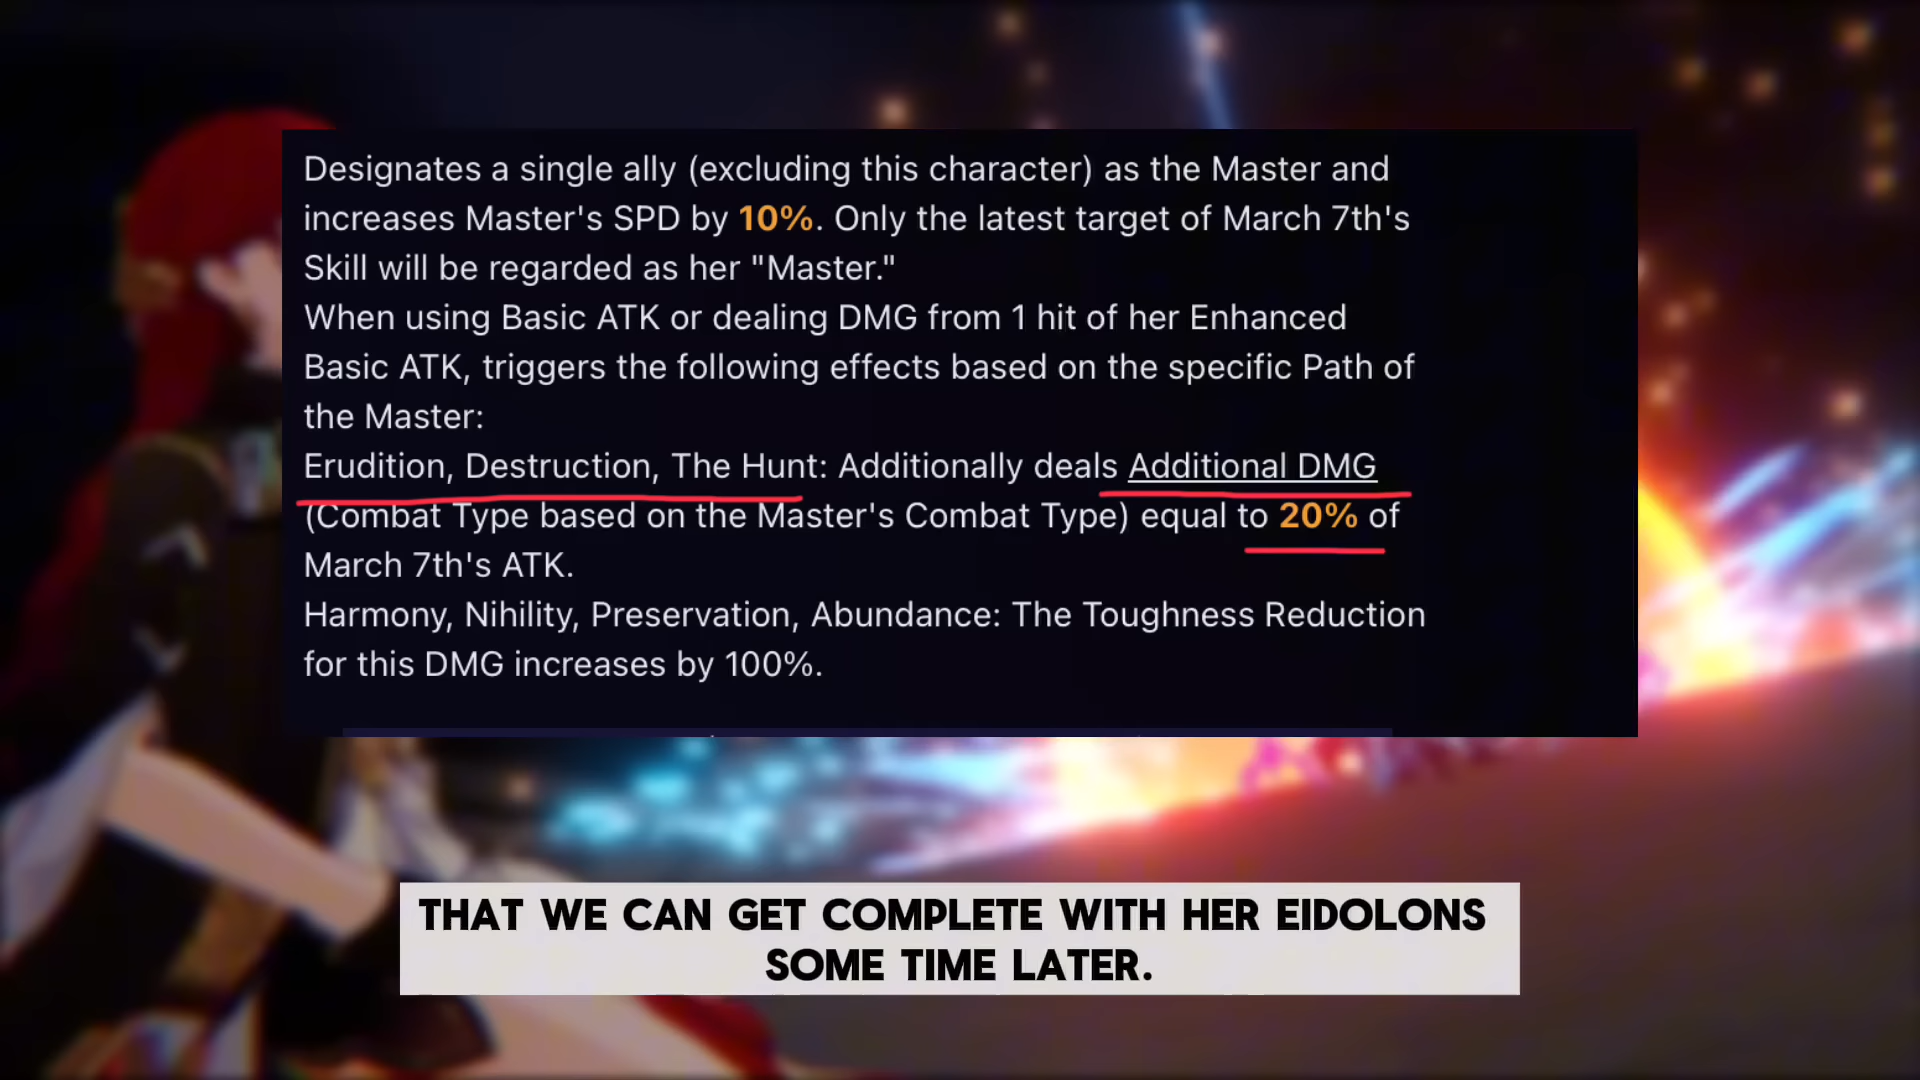 Designates a single ally (excluding this character) as the Master and
increases Master's SPD by 10%. Only the latest target of March 7th's
Skill will be regarded as her "Master."
When using Basic ATK or dealing DMG from 1 hit of her Enhanced
Basic ATK, triggers the following effects based on the specific Path of
the Master:
Erudition, Destruction, The Hunt: Additionally deals Additional DMG
(Combat Type based on the Master's Combat Type) equal to 20% of
March 7th's ATK.
Harmony, Nihility, Preservation, Abundance: The Toughness Reduction
for this DMG increases by 100%.
THAT WE CAN GET COMPLETE WITH HER EIDOLONS
SOME TIME LATER.